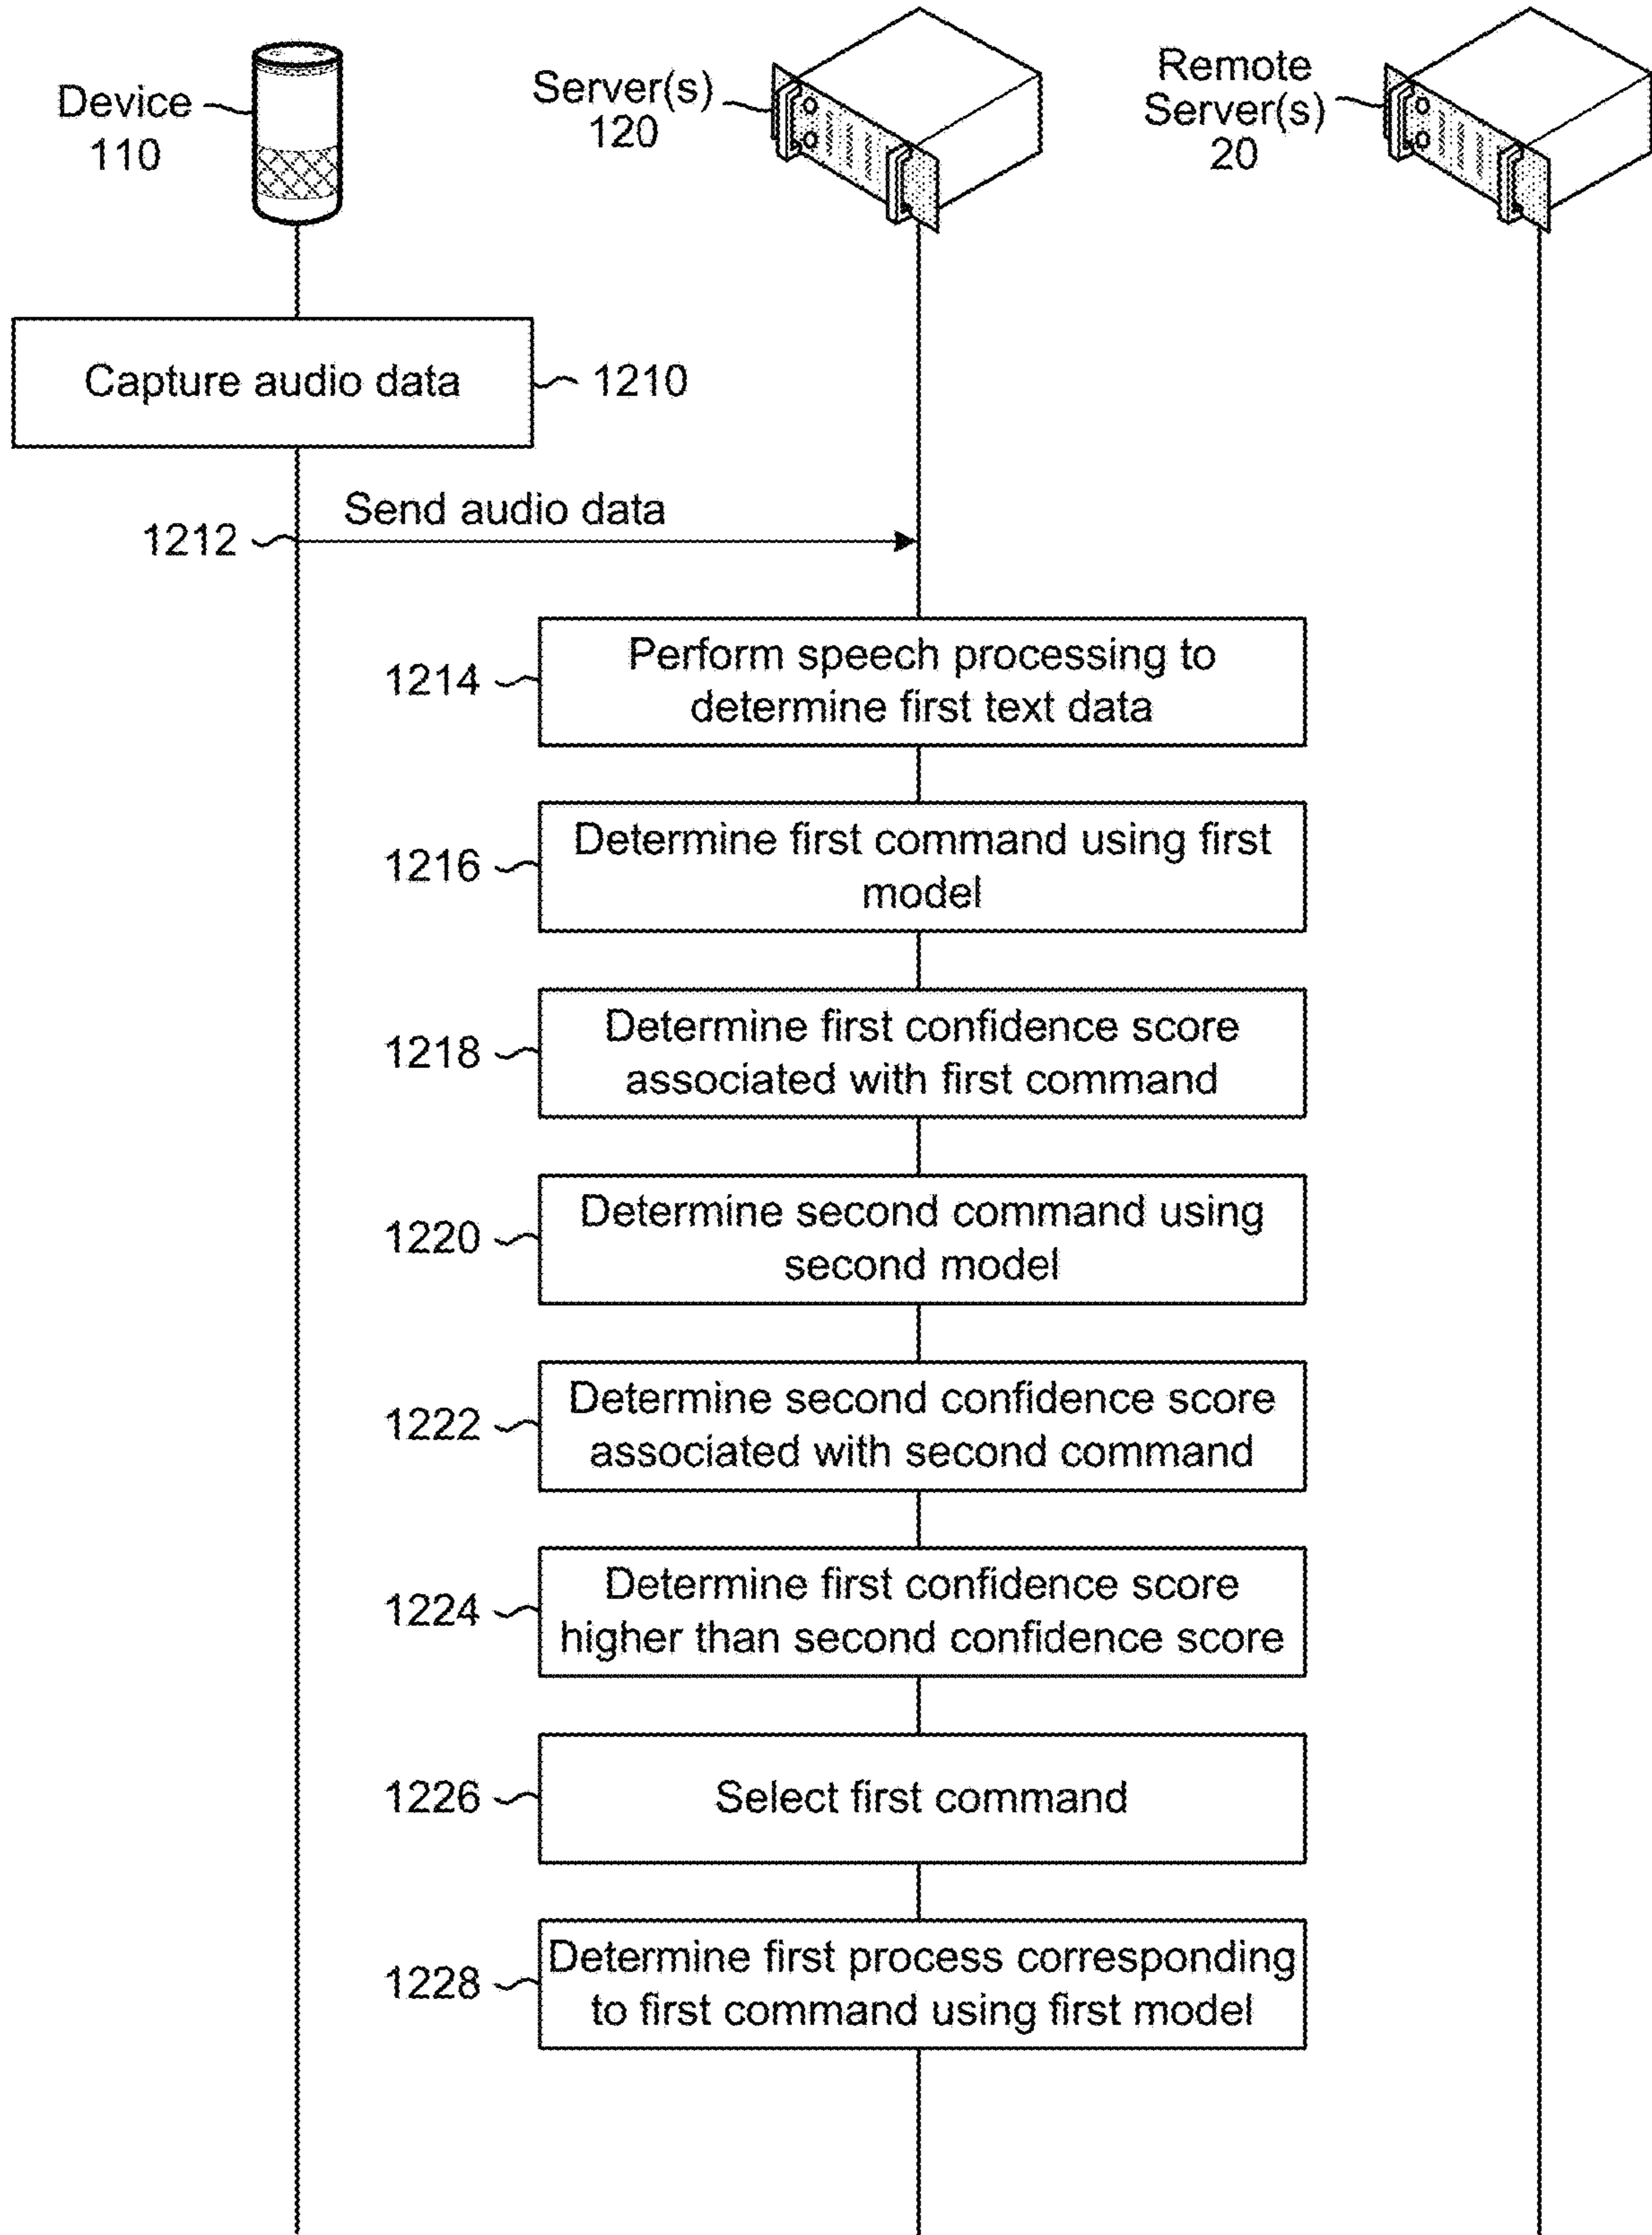 Device
110
Server(s)
120
Remote
Server(s)
20
Capture audio data
1210
Send audio data
1212
Perform speech processing to
determine first text data
1214
Determine first command using first
model
1216
Determine first confidence score
associated with first command
1218
Determine second command using
second model
1220
Determine second confidence score
associated with second command
1222
Determine first confidence score
higher than second confidence score
1224
Select first command
1226
Determine first process corresponding
to first command using first model
1228